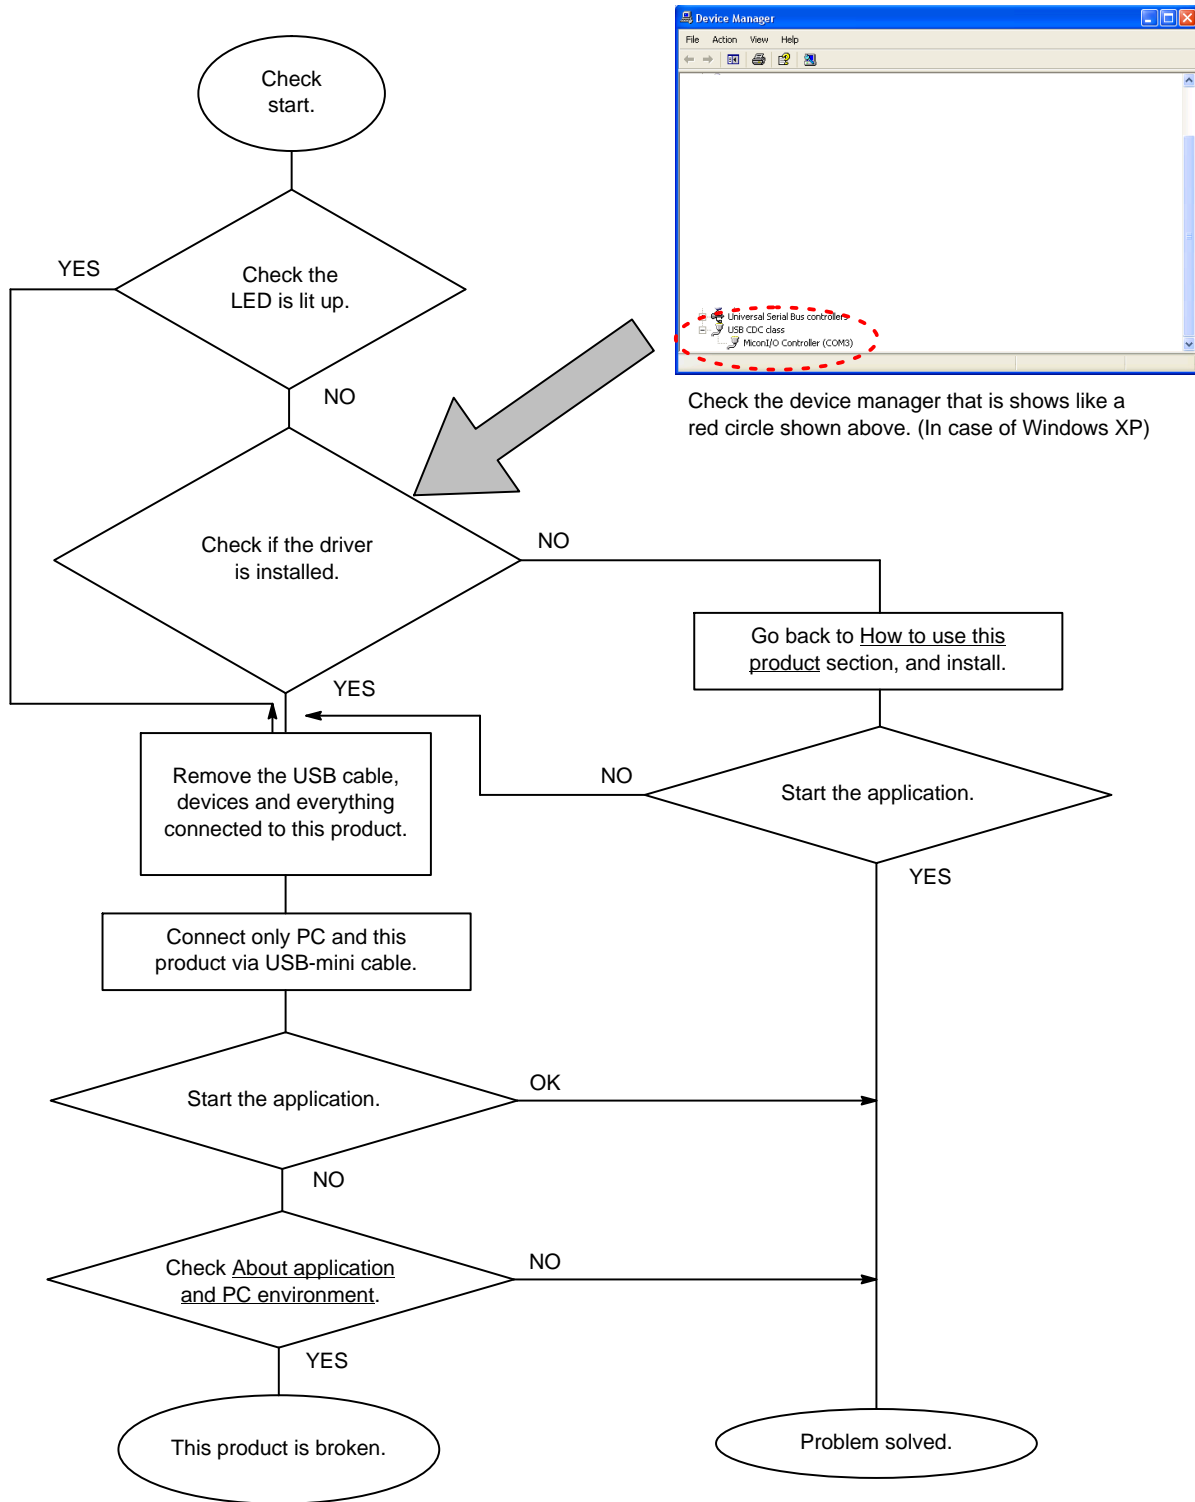 Device Manager
File Action View Help
Universal Serial Bus controllers
USB CDC class
MiconI/O Controller (COM3)
Check the device manager that is shows like a
red circle shown above. (In case of Windows XP)
Check
start.
YES
Check the
LED is lit up.
NO
Check if the driver
is installed.
NO
YES
Go back to How to use this
product section, and install.
Remove the USB cable,
devices and everything
connected to this product.
NO
Start the application.
YES
Connect only PC and this
product via USB-mini cable.
Start the application.
OK
NO
Check About application
and PC environment.
NO
YES
This product is broken.
Problem solved.